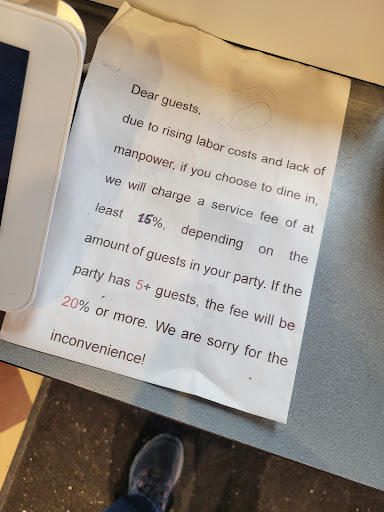 Dear guests,
due to rising labor costs and lack of
manpower, if you choose to dine in,
we will charge a service fee of at
least 15%, depending on the
amount of guests in your party. If the
party has 5+ guests, the fee will be
20% or more. We are sorry for the
inconvenience!